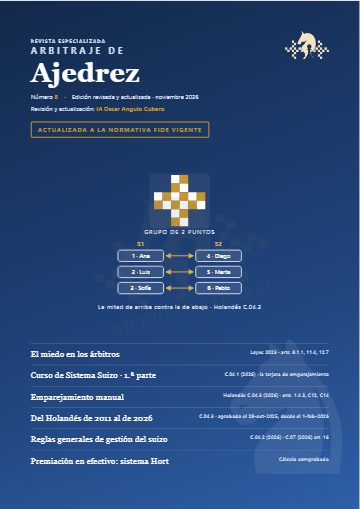 REVISTA ESPECIALIZADA
ARBITRAJE DE
Ajedrez
Número 8 · Edición revisada y actualizada · noviembre 2026
Revisión y actualización: IA Oscar Angulo Cubero
ACTUALIZADA A LA NORMATIVA FIDE VIGENTE
GRUPO DE 2 PUNTOS
S1 S2
1 · Ana 4 · Diego
2 · Luis 5 · Marta
3 · Sofía 6 · Pablo
La mitad de arriba contra la de abajo · Holandés C.04.3
El miedo en los árbitros Leyes 2023 · arts. 8.1.1, 11.4, 12.7
Curso de Sistema Suizo · 1.ª parte C.04.1 (2026) · la tarjeta de emparejamiento
Emparejamiento manual Holandés C.04.3 (2026) · arts. 1.4.3, C12, C14
Del Holandés de 2011 al de 2026 C.04.3 · aprobado el 28-oct-2025, desde el 1-feb-2026
Reglas generales de gestión del suizo C.04.2 (2026) · C.07 (2026) art. 16
Premiación en efectivo: sistema Hort Cálculo comprobado